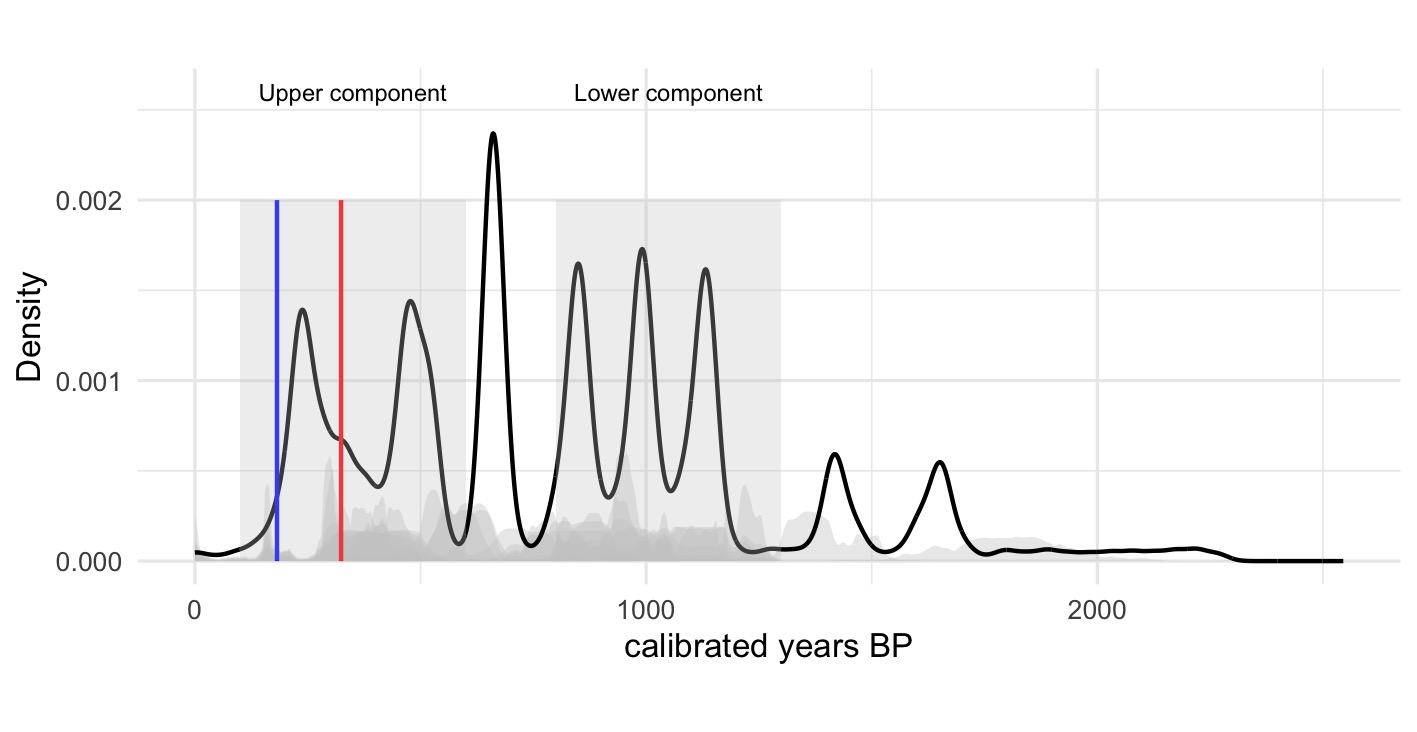 Upper component
Lower component
0.002
0.001
0.000
Density
0
1000
2000
calibrated years BP